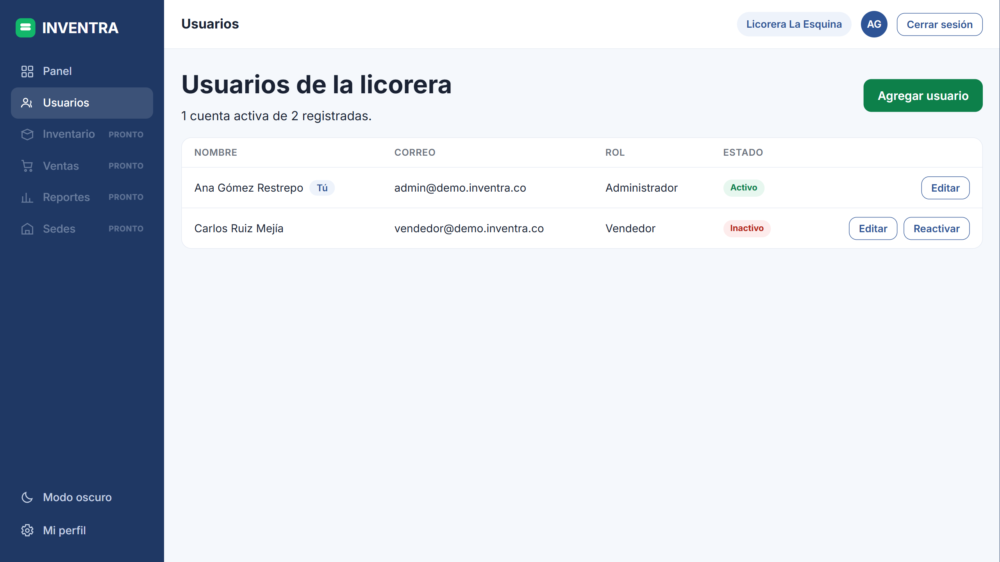 INVENTRA
Panel
Usuarios
Inventario PRONTO
Ventas PRONTO
Reportes PRONTO
Sedes PRONTO
Modo oscuro
Mi perfil
Usuarios
Licorera La Esquina AG Cerrar sesión
Usuarios de la licorera
1 cuenta activa de 2 registradas.
Agregar usuario
NOMBRE CORREO ROL ESTADO
Ana Gómez Restrepo Tú admin@demo.inventra.co Administrador Activo Editar
Carlos Ruiz Mejía vendedor@demo.inventra.co Vendedor Inactivo Editar Reactivar